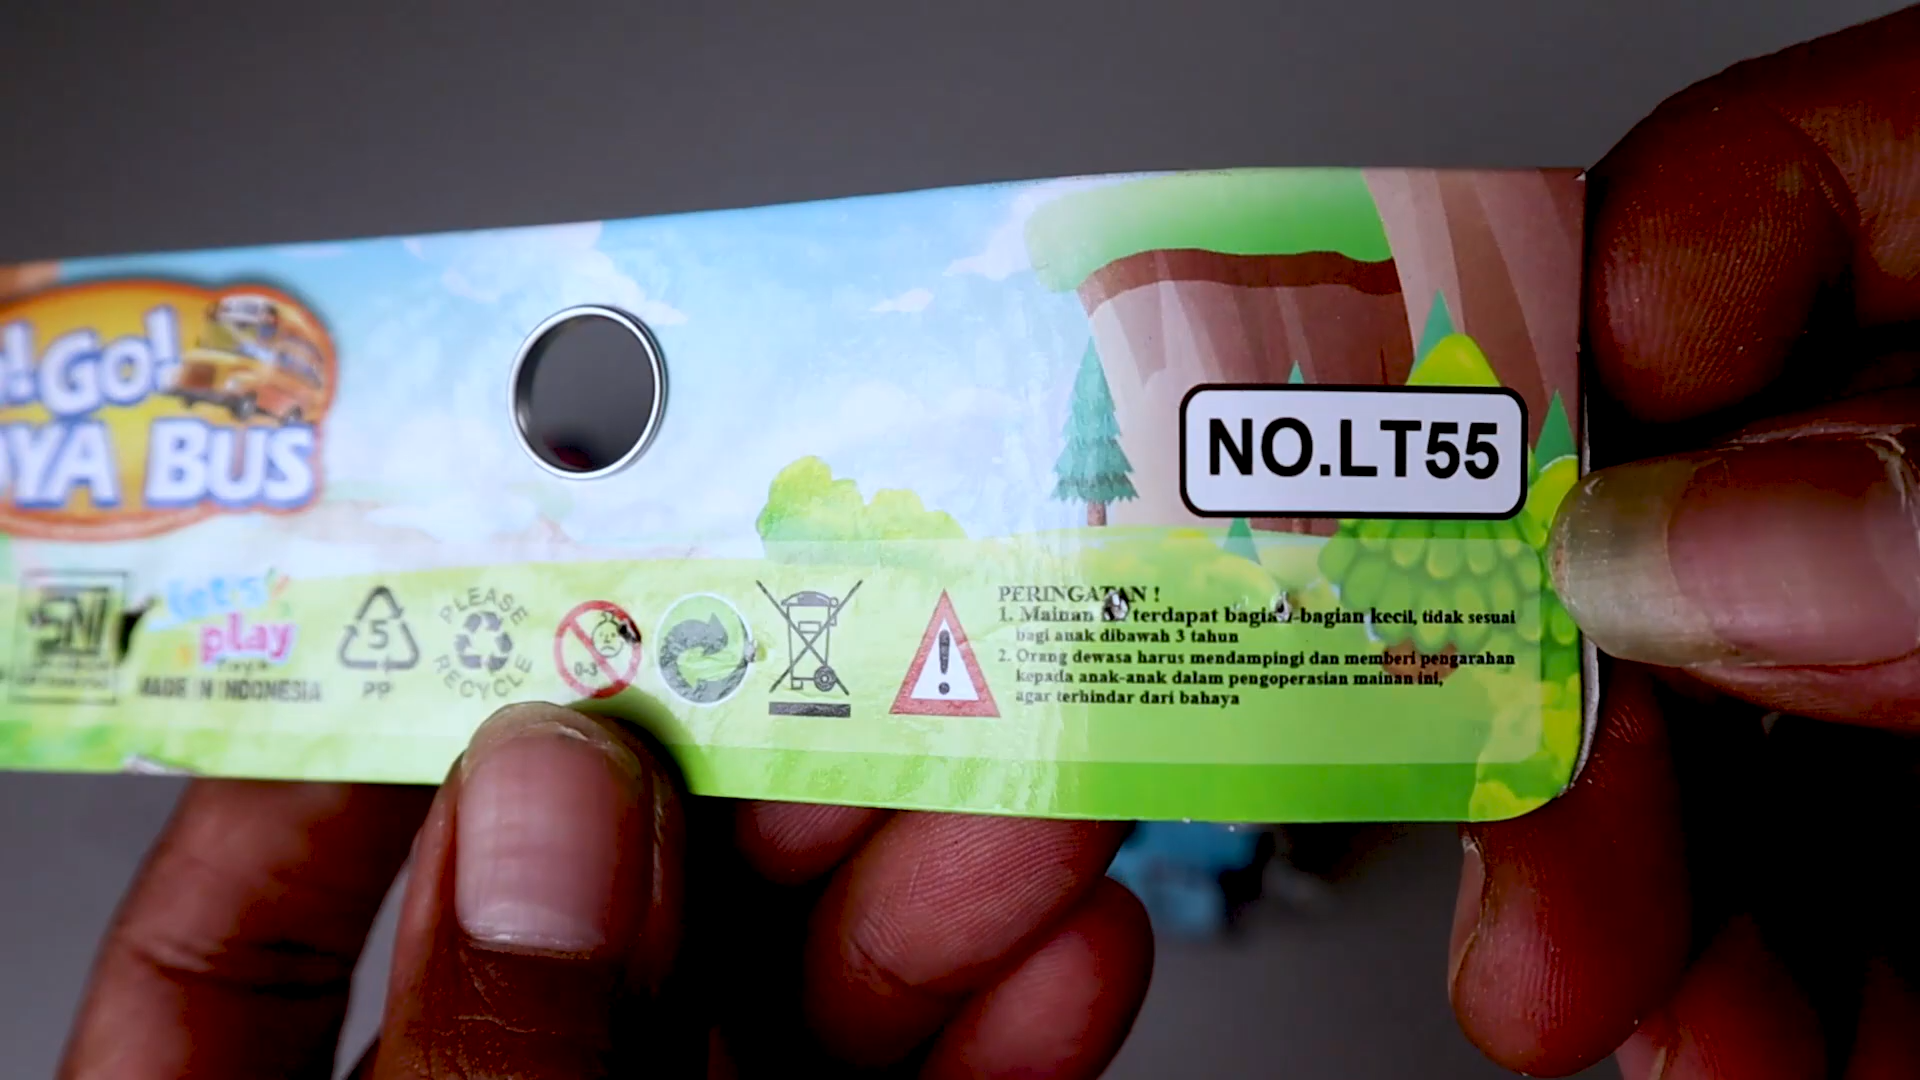 GO!
BUS
NO.LT55
SNI
let's
play
Toys
MADE IN INDONESIA
5
PP
PLEASE
RECYCLE
0-3
PERINGATAN !
1. Mainan terdapat bagian-bagian kecil, tidak sesuai
bagi anak dibawah 3 tahun
2. Orang dewasa harus mendampingi dan memberi pengarahan
kepada anak-anak dalam pengoperasian mainan ini,
agar terhindar dari bahaya